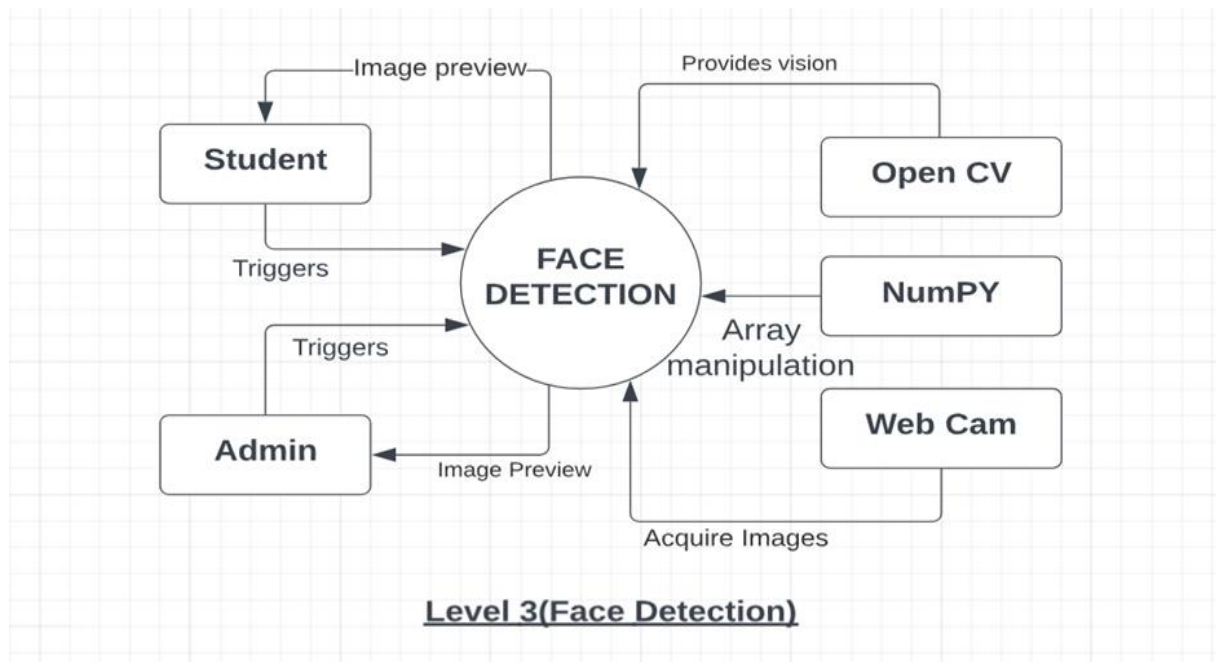 Image preview
Provides vision
Student
Open CV
FACE
DETECTION
Triggers
NumPY
Array
manipulation
Triggers
Web Cam
Admin
Image Preview
Acquire Images
Level 3(Face Detection)